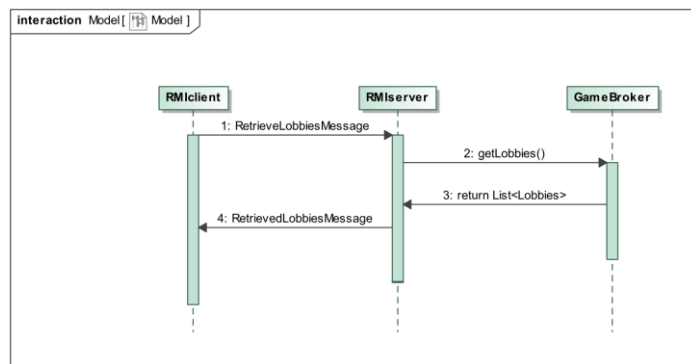 interaction Model[ Model ]
RMIclient
RMIserver
GameBroker
1: RetrieveLobbiesMessage
2: getLobbies()
3: return List<Lobbies>
4: RetrievedLobbiesMessage